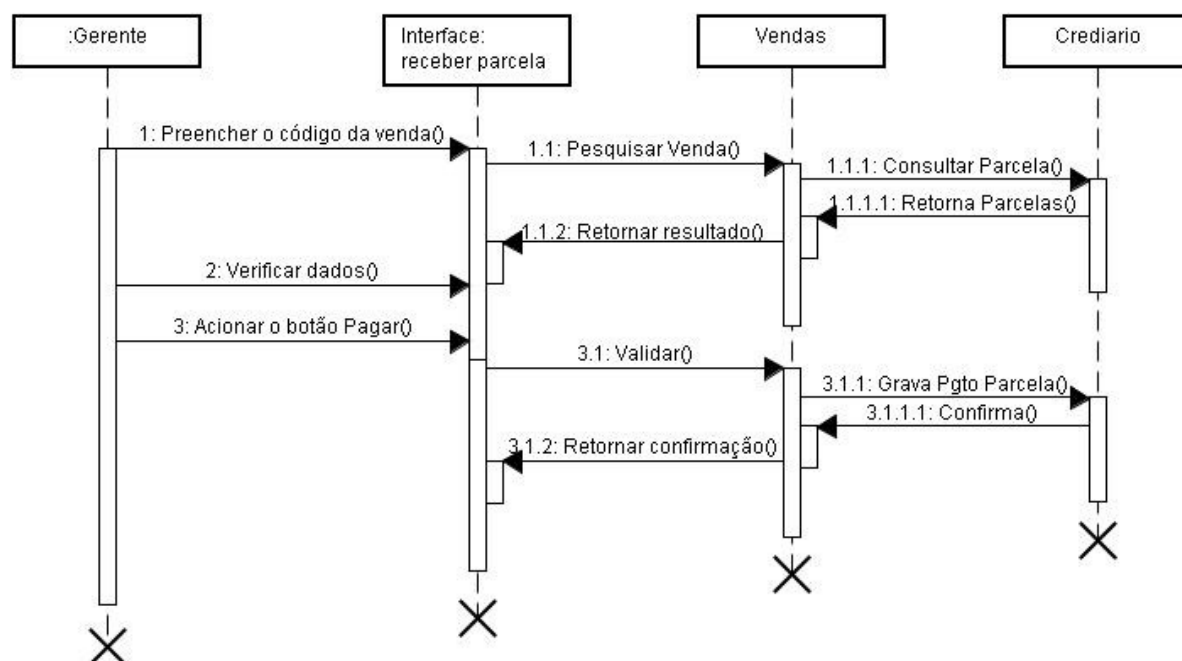 :Gerente
Interface:
receber parcela
Vendas
Crediario
1: Preencher o código da venda()
1.1: Pesquisar Venda()
1.1.1: Consultar Parcela()
1.1.1.1: Retorna Parcelas()
1.1.2: Retornar resultado()
2: Verificar dados()
3: Acionar o botão Pagar()
3.1: Validar()
3.1.1: Grava Pgto Parcela()
3.1.1.1: Confirma()
3.1.2: Retornar confirmação()